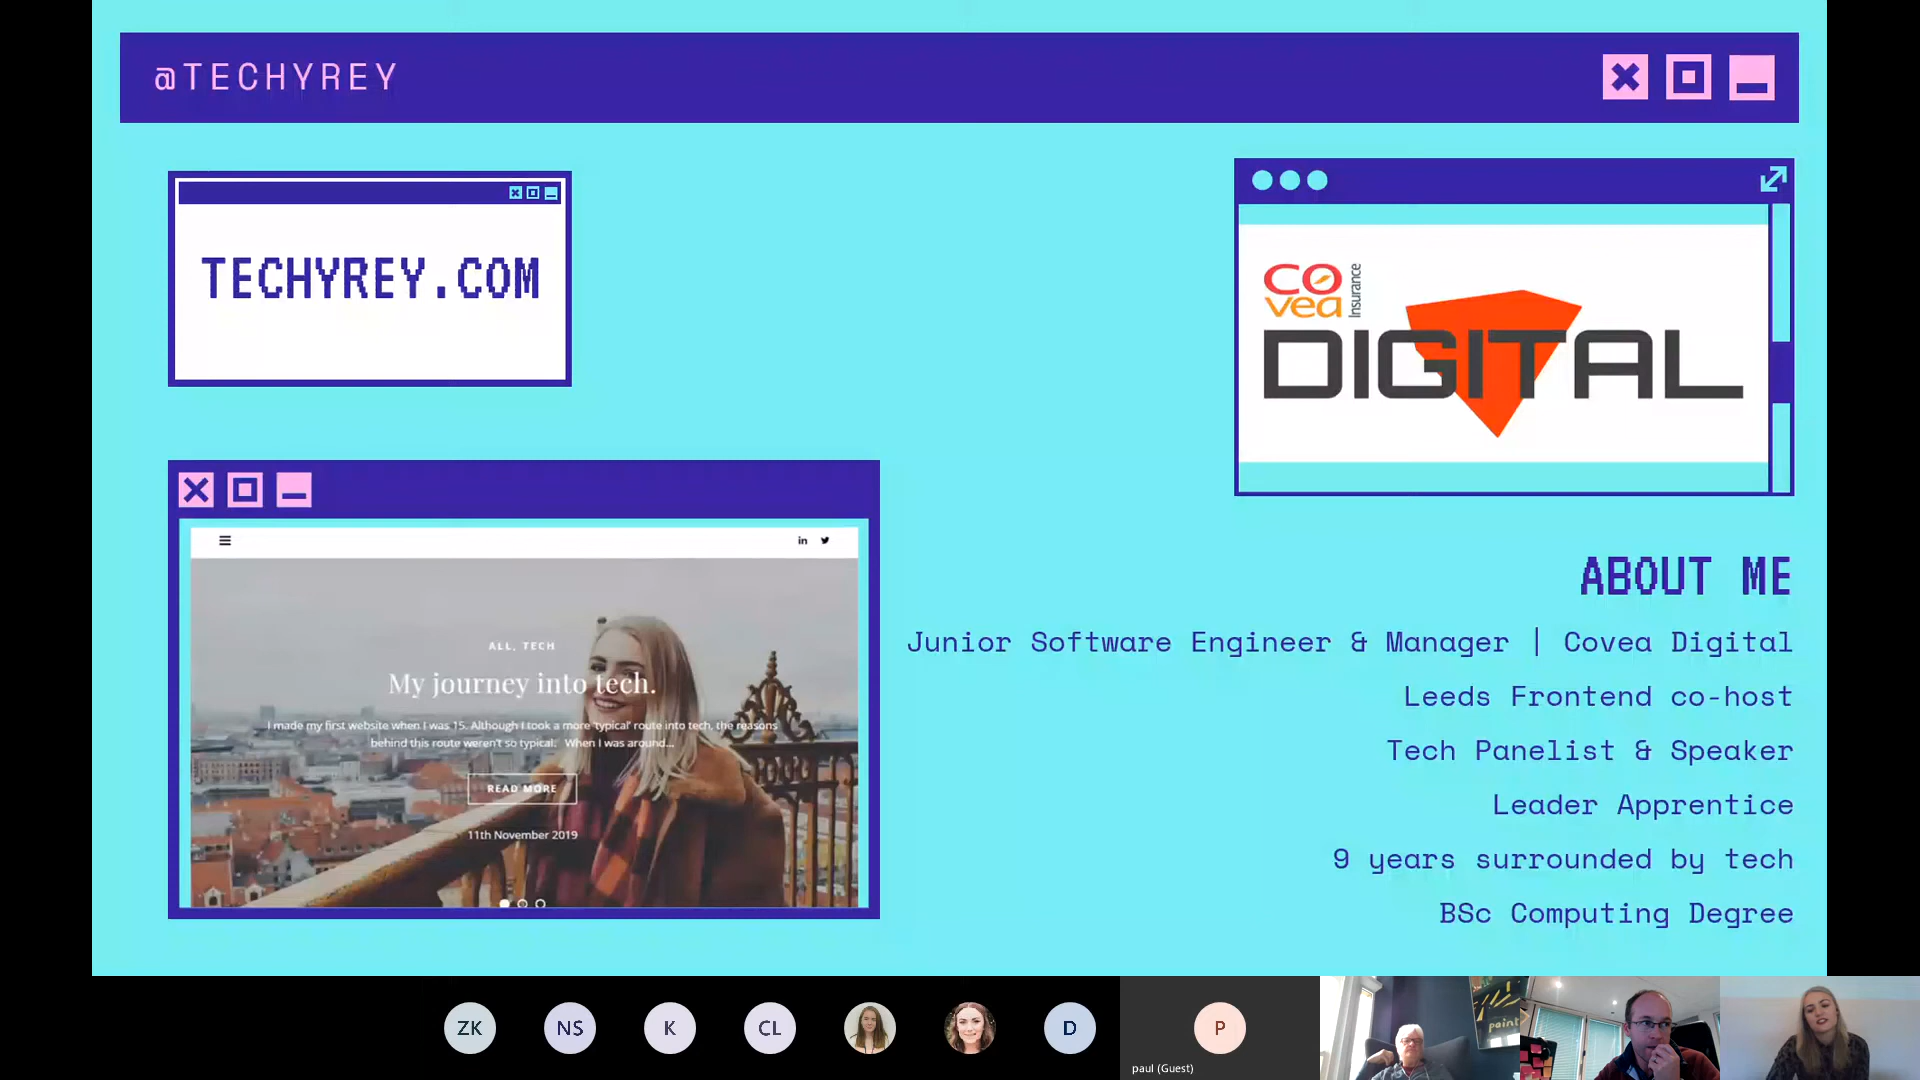 @TECHYREY
TECHYREY.COM
covea
Insurance
DIGITAL
ALL, TECH
My journey into tech.
I made my first website when I was 15. Although I took a more 'typical' route into tech, the reasons
behind this route weren't so typical. When I was around...
READ MORE
11th November 2019
ABOUT ME
Junior Software Engineer & Manager | Covea Digital
Leeds Frontend co-host
Tech Panelist & Speaker
Leader Apprentice
9 years surrounded by tech
BSc Computing Degree
ZK
NS
K
CL
D
P
paul (Guest)
paint